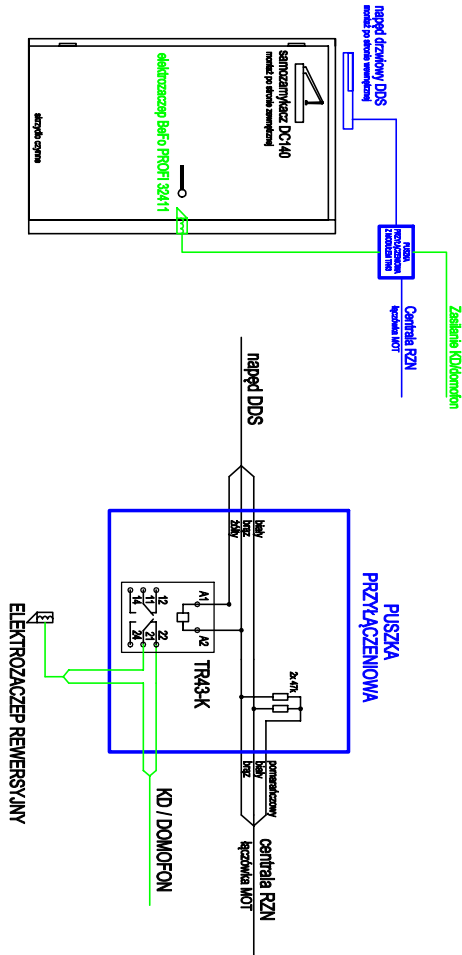 napęd drzwiowy DDS
montaż po stronie wewnętrznej
samozamykacz DC140
montaż po stronie zewnętrznej
elektrozaczep BeFo PROFI 32411
skrzydło czynne
PUSZKA
PRZYŁĄCZENIOWA
Z MODUŁEM TR43
Centrala RZN
łączówka MOT
Zasilanie KD/domofon
napęd DDS
PUSZKA
PRZYŁĄCZENIOWA
biały
brąz
żółty
A1
A2
12
11
14
22
21
24
TR43-K
2x 47k
pomarańczowy
biały
brąz
centrala RZN
łączówka MOT
KD / DOMOFON
ELEKTROZACZEP REWERSYJNY